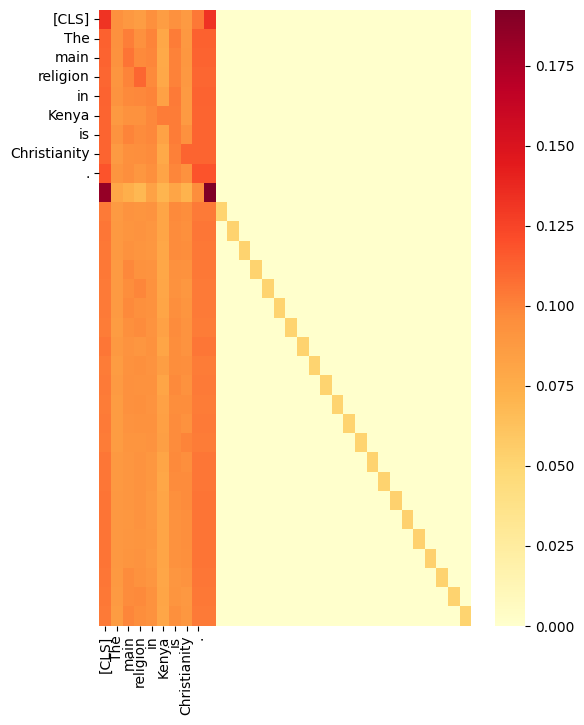 [CLS]
The
main
religion
in
Kenya
is
Christianity
.
0.175
0.150
0.125
0.100
0.075
0.050
0.025
0.000
[CLS]
The
main
religion
in
Kenya
is
Christianity
.